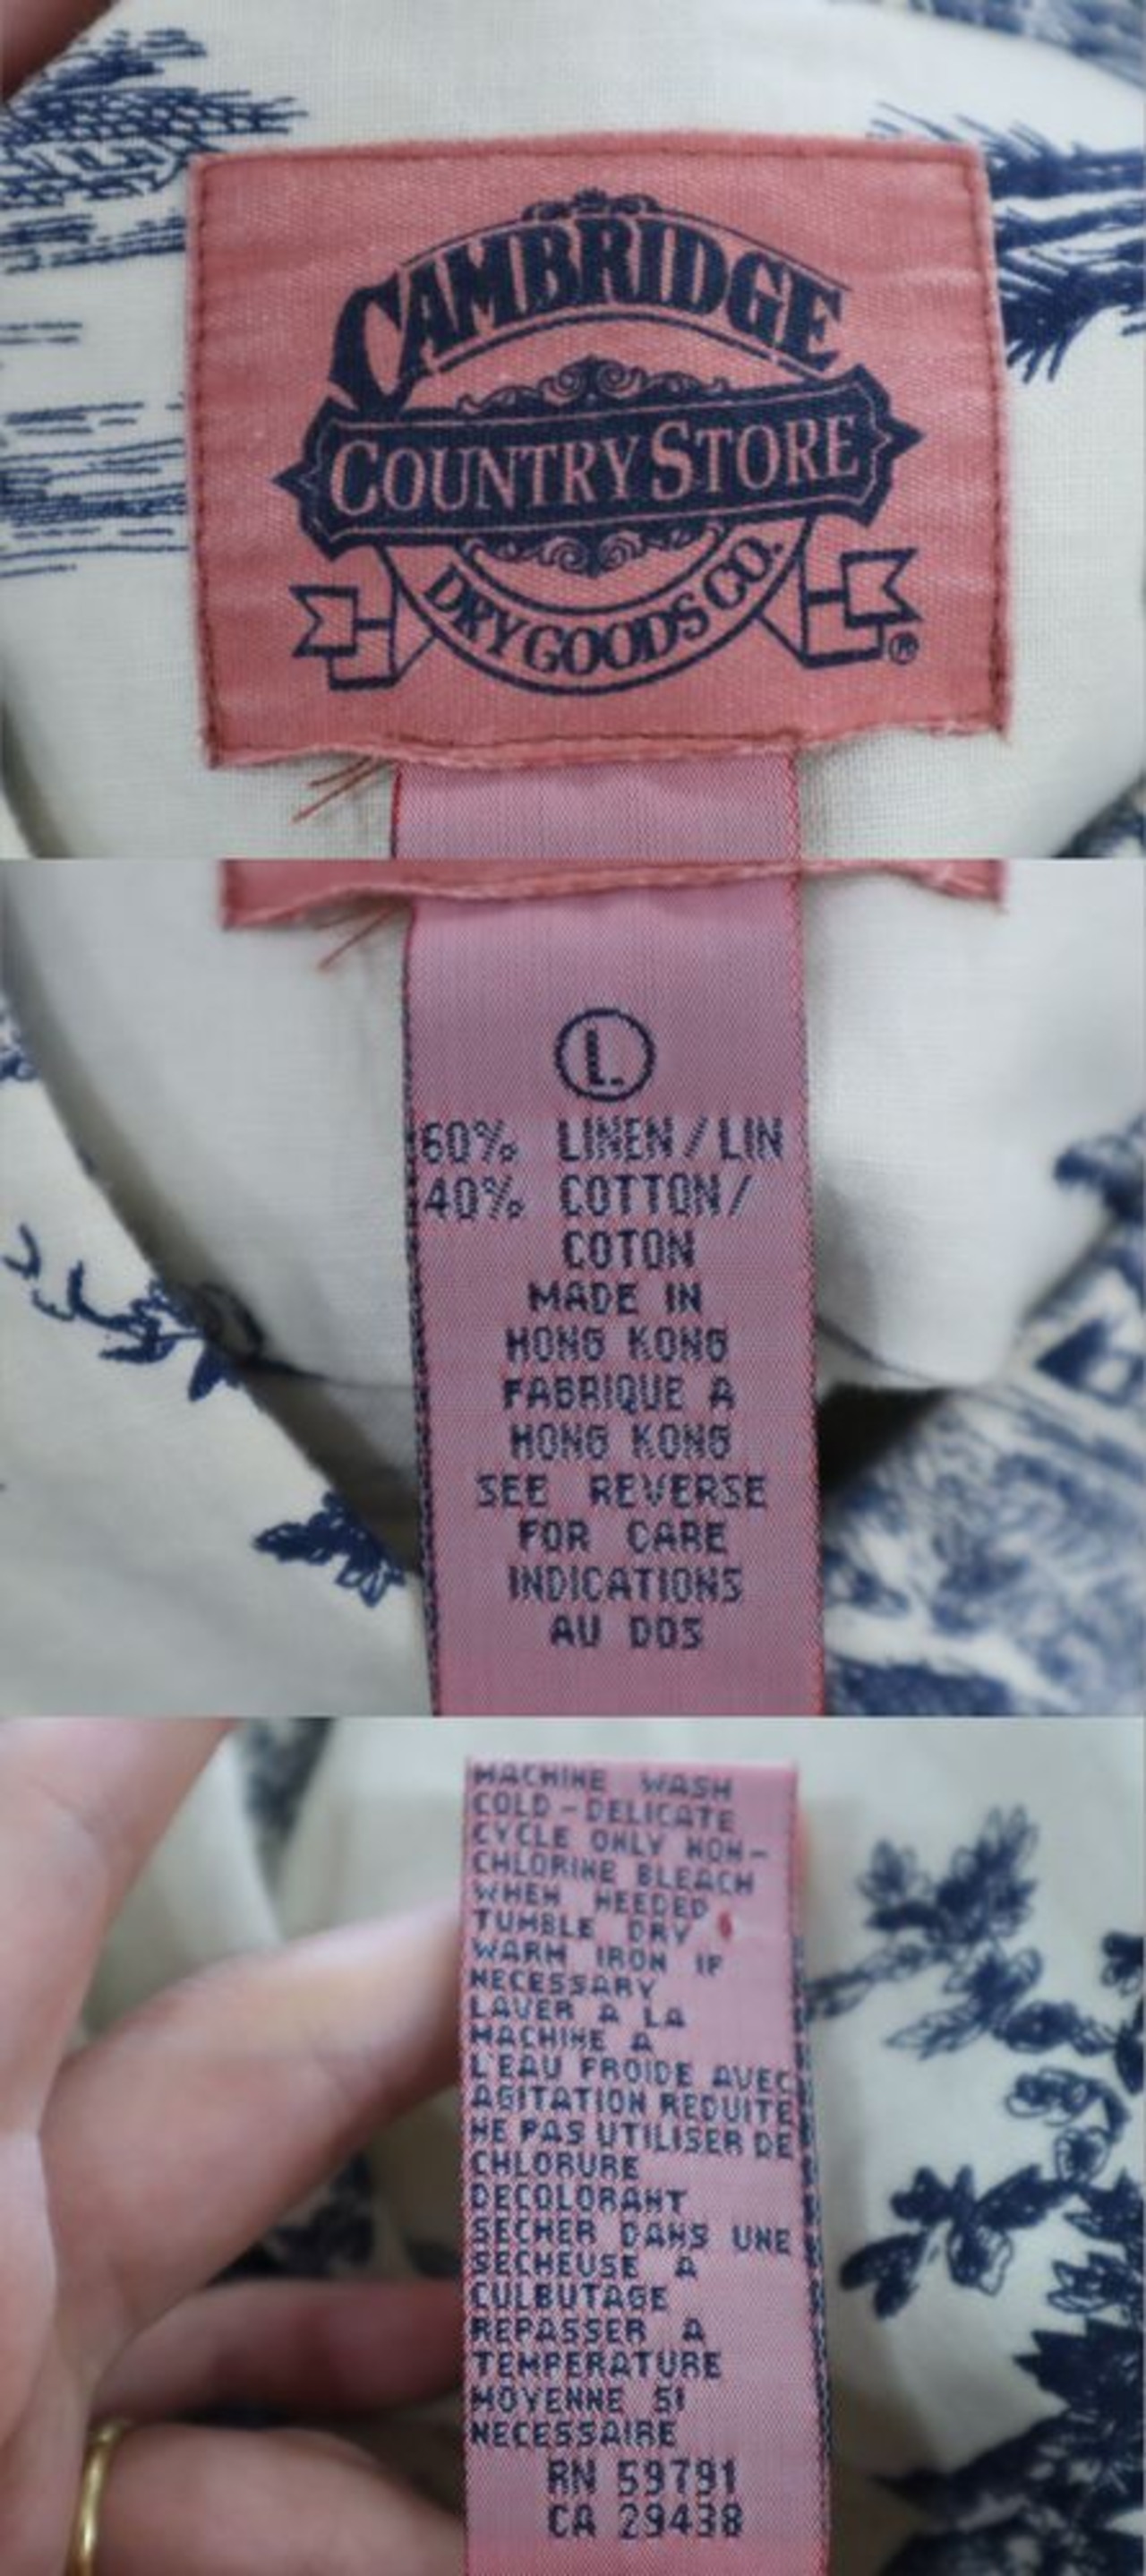 CAMBRIDGE
COUNTRY STORE
DRY GOODS CO.
®
L.
60% LINEN / LIN
40% COTTON /
COTON
MADE IN
HONG KONG
FABRIQUE A
HONG KONG
SEE REVERSE
FOR CARE
INDICATIONS
AU DOS
MACHINE WASH
COLD-DELICATE
CYCLE ONLY NON-
CHLORINE BLEACH
WHEN NEEDED
TUMBLE DRY
WARM IRON IF
NECESSARY
LAVER A LA
MACHINE A
L'EAU FROIDE AVEC
AGITATION REDUITE
NE PAS UTILISER DE
CHLORURE
DECOLORANT
SECHER DANS UNE
SECHEUSE A
CULBUTAGE
REPASSER A
TEMPERATURE
MOYENNE SI
NECESSAIRE
RN 59791
CA 29438